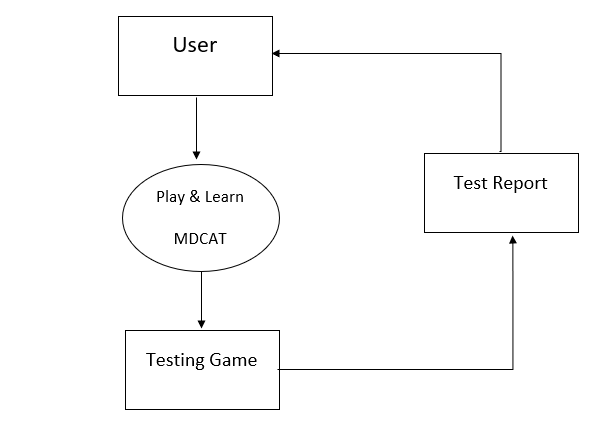 User
Play & Learn
MDCAT
Test Report
Testing Game